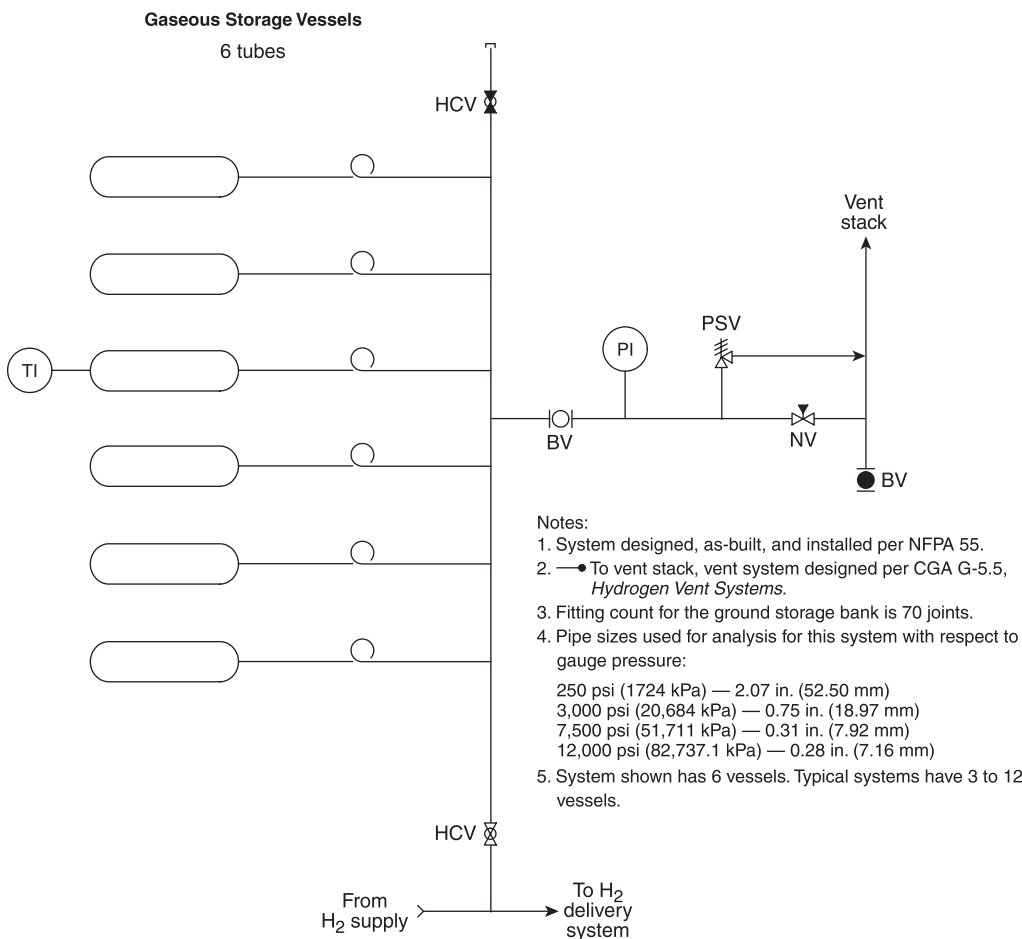 Gaseous Storage Vessels
6 tubes
HCV
Vent
stack
PSV
PI
TI
BV
NV
BV
Notes:
1. System designed, as-built, and installed per NFPA 55.
2. To vent stack, vent system designed per CGA G-5.5,
Hydrogen Vent Systems.
3. Fitting count for the ground storage bank is 70 joints.
4. Pipe sizes used for analysis for this system with respect to
gauge pressure:
250 psi (1724 kPa) — 2.07 in. (52.50 mm)
3,000 psi (20,684 kPa) — 0.75 in. (18.97 mm)
7,500 psi (51,711 kPa) — 0.31 in. (7.92 mm)
12,000 psi (82,737.1 kPa) — 0.28 in. (7.16 mm)
5. System shown has 6 vessels. Typical systems have 3 to 12
vessels.
HCV
From
H₂ supply
To H₂
delivery
system